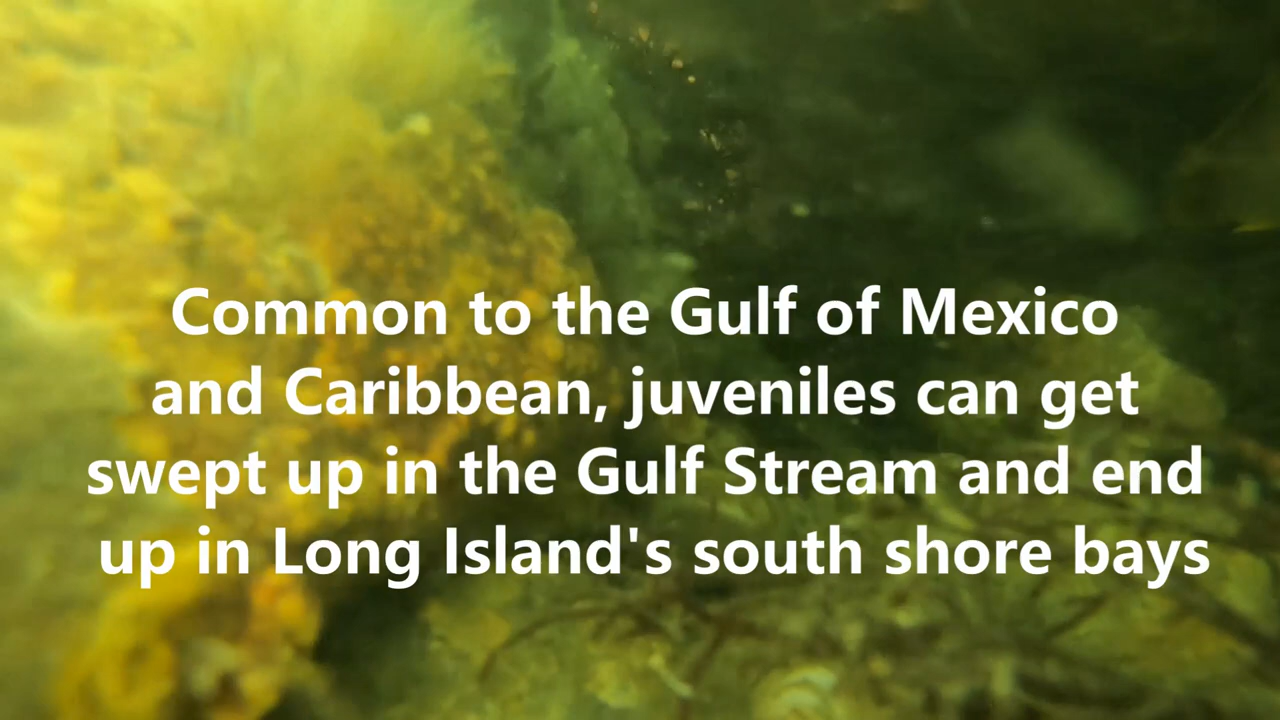 Common to the Gulf of Mexico
and Caribbean, juveniles can get
swept up in the Gulf Stream and end
up in Long Island's south shore bays